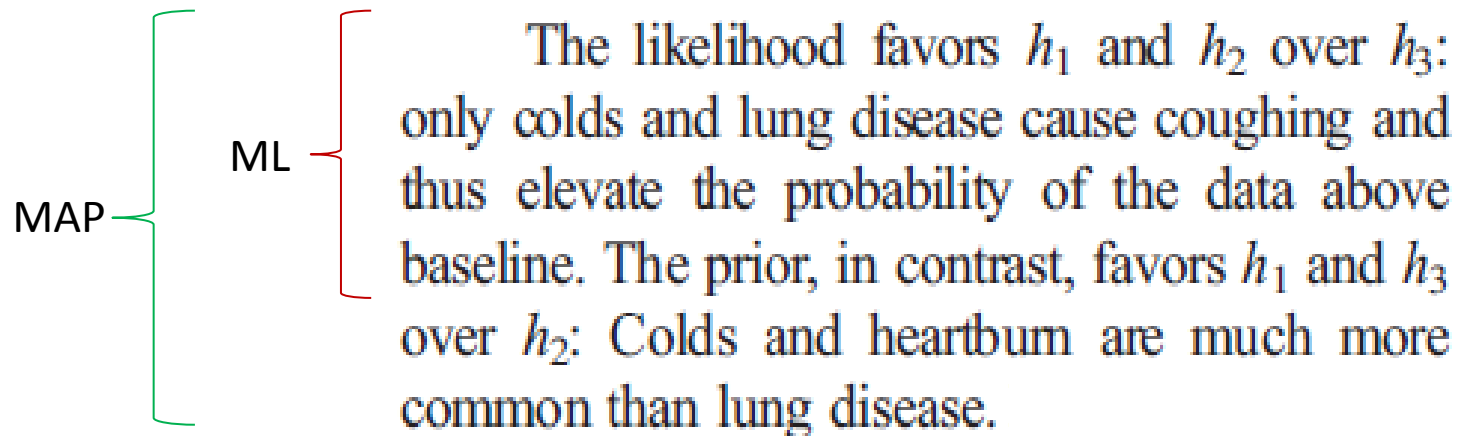 The likelihood favors h1 and h2 over h3:
only colds and lung disease cause coughing and
ML
thus elevate the probability of the data above
MAP
baseline. The prior, in contrast, favors h1 and h3
over h2: Colds and heartburn are much more
common than lung disease.